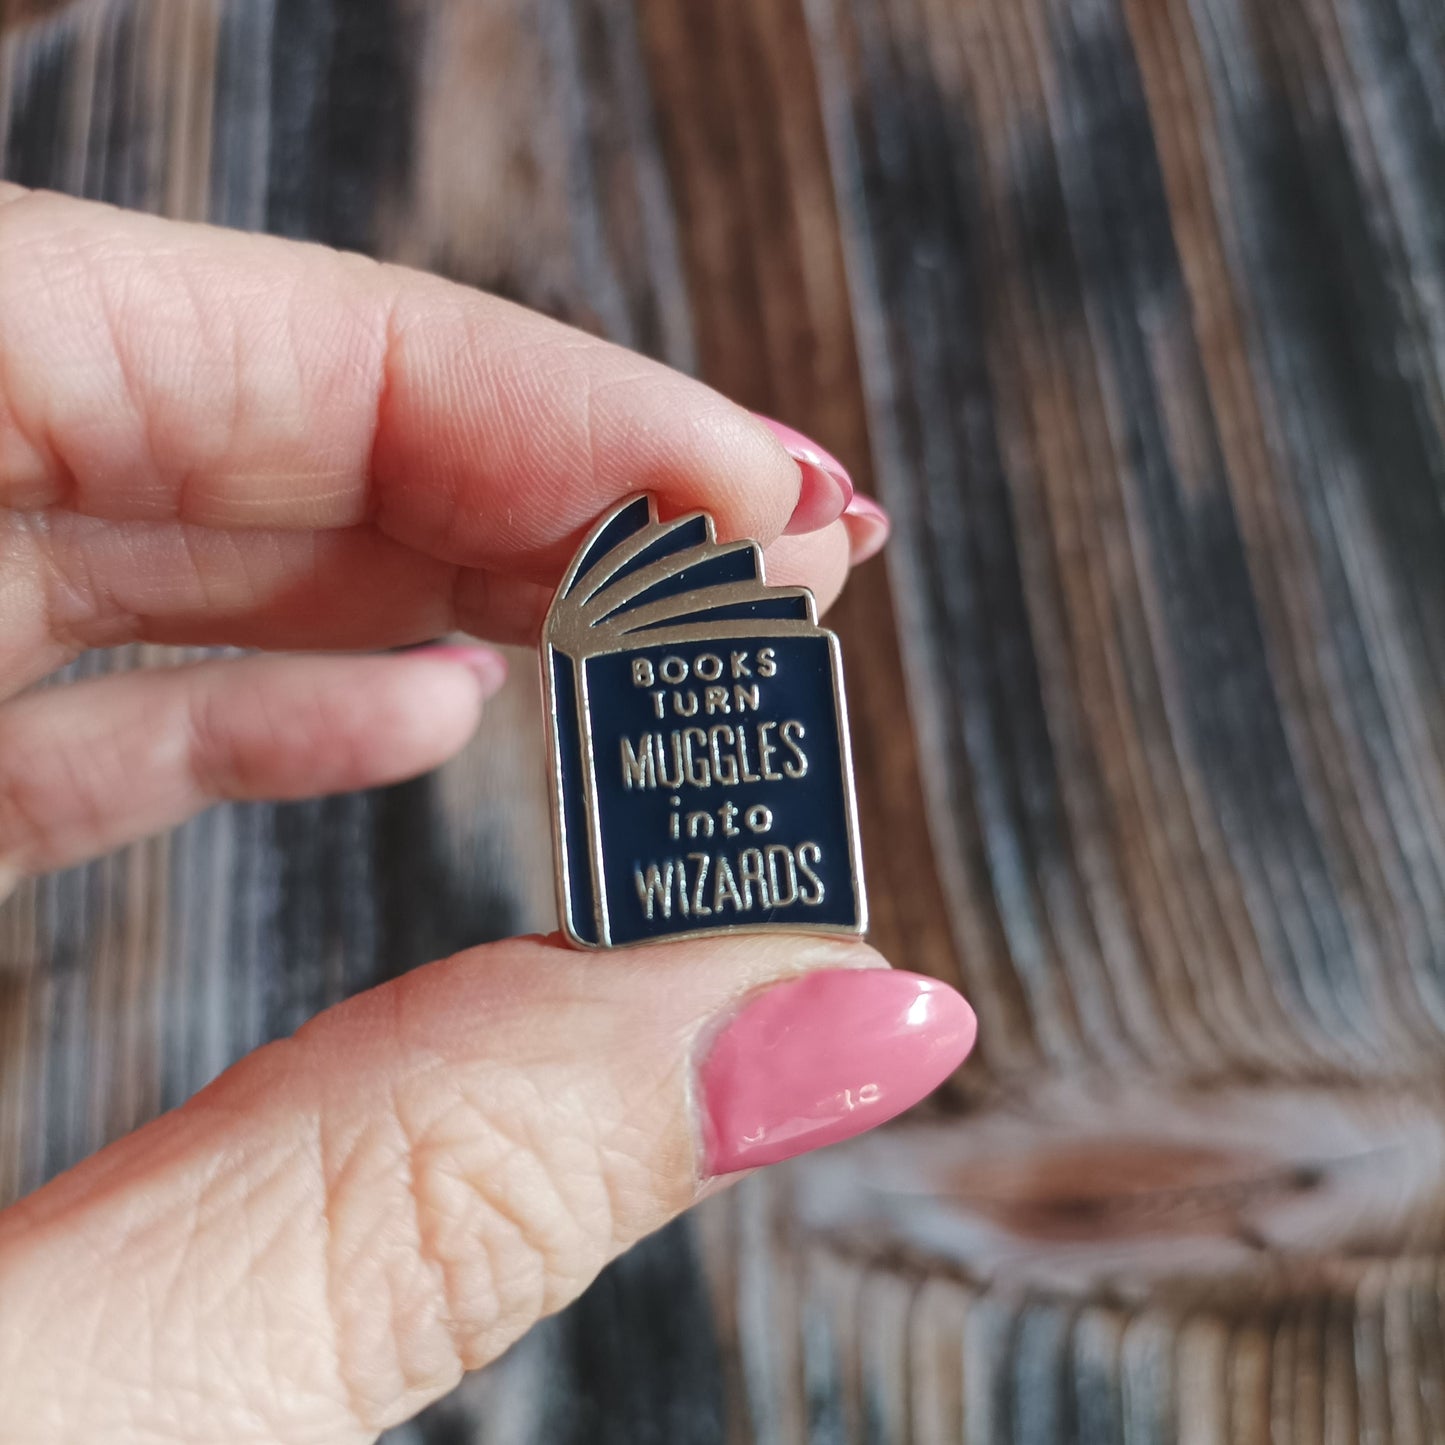 BOOKS
TURN
MUGGLES
into
WIZARDS